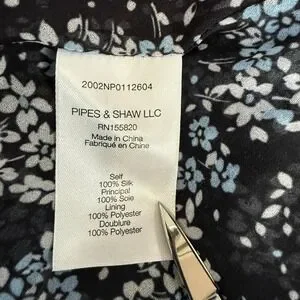 2002NP0112604
PIPES & SHAW LLC
RN155820
Made in China
Fabriqué en Chine
Self
100% Silk
Principal
100% Soie
Lining
100% Polyester
Doublure
100% Polyester